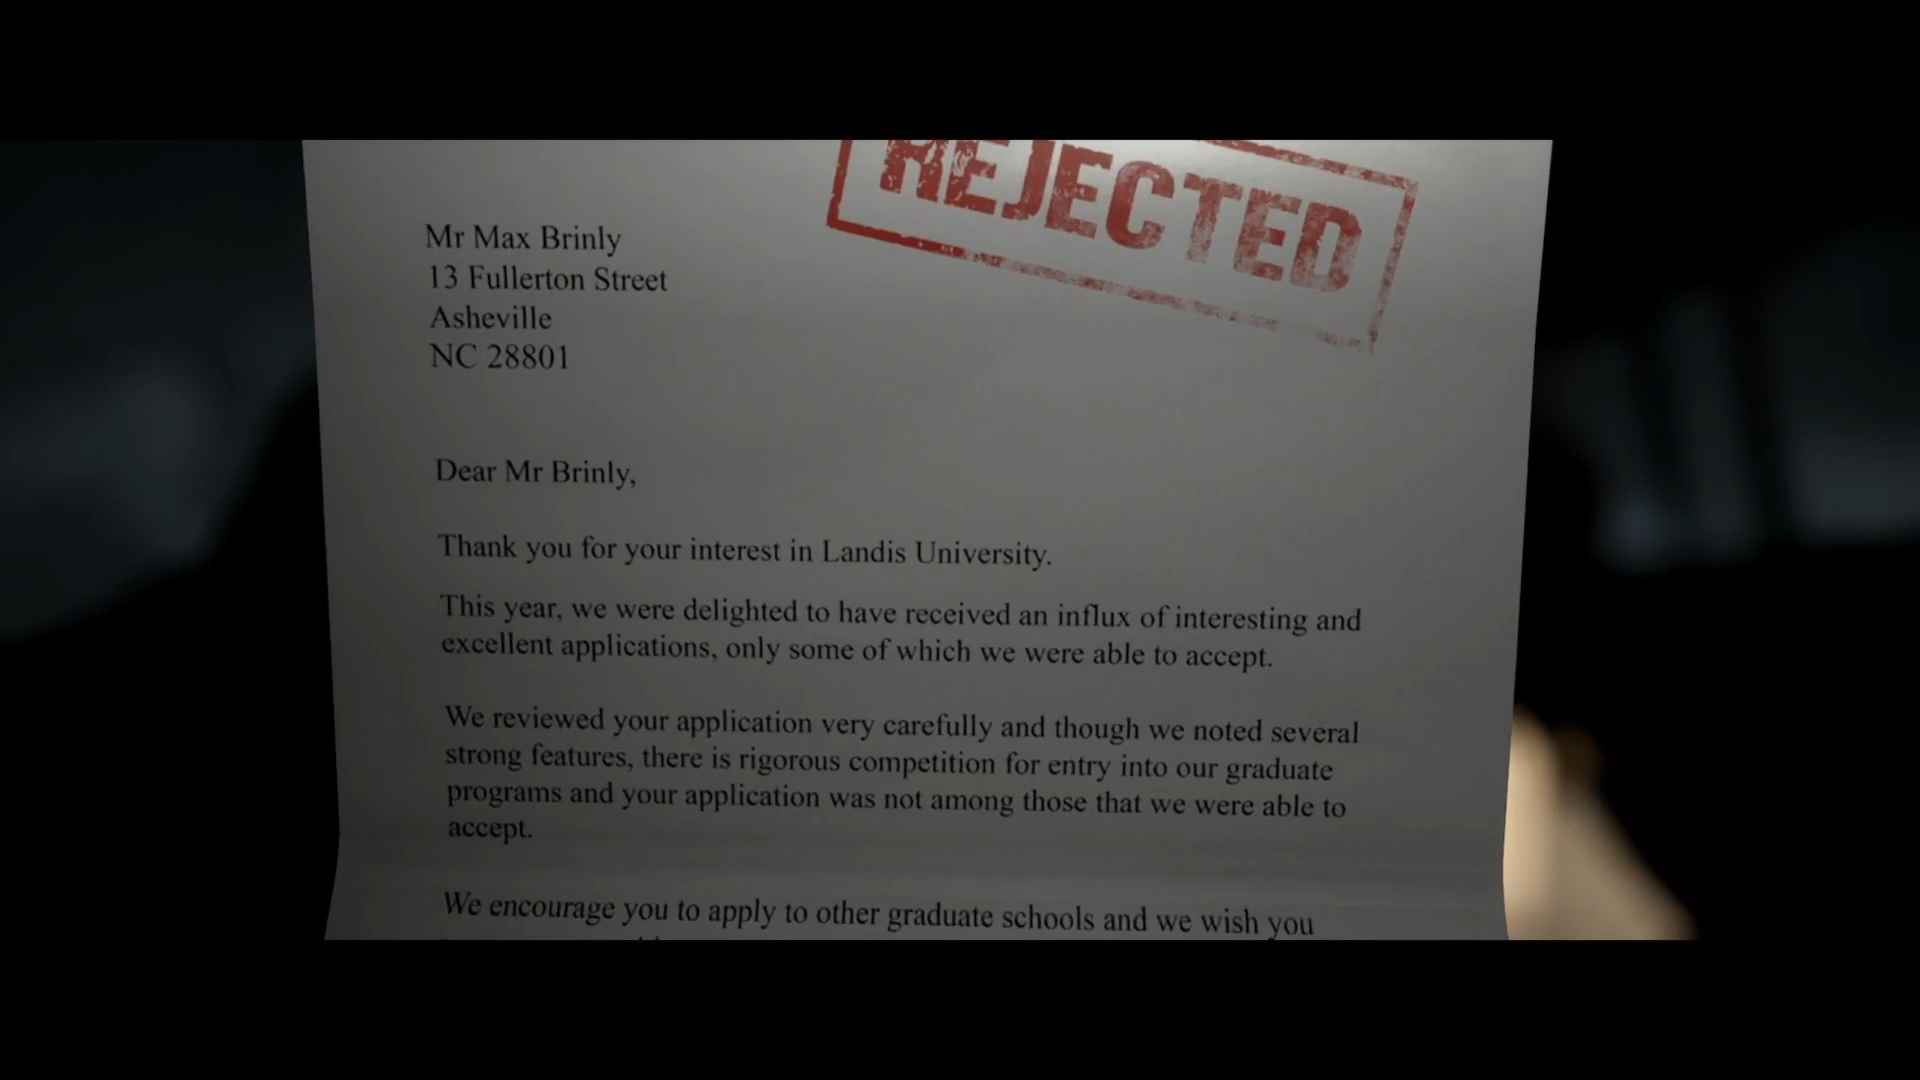 REJECTED
Mr Max Brinly
13 Fullerton Street
Asheville
NC 28801
Dear Mr Brinly,
Thank you for your interest in Landis University.
This year, we were delighted to have received an influx of interesting and
excellent applications, only some of which we were able to accept.
We reviewed your application very carefully and though we noted several
strong features, there is rigorous competition for entry into our graduate
programs and your application was not among those that we were able to
accept.
We encourage you to apply to other graduate schools and we wish you